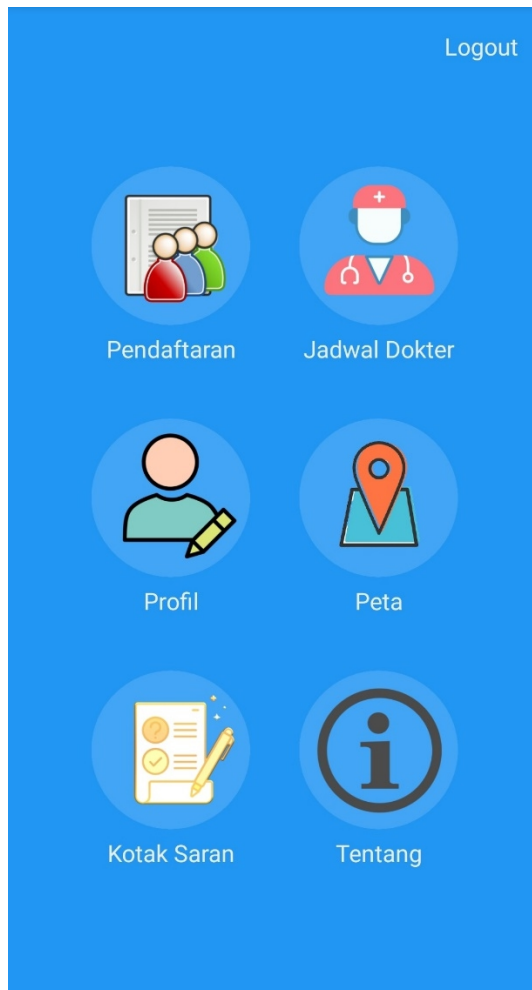 Logout
Pendaftaran
Jadwal Dokter
Profil
Peta
Kotak Saran
Tentang